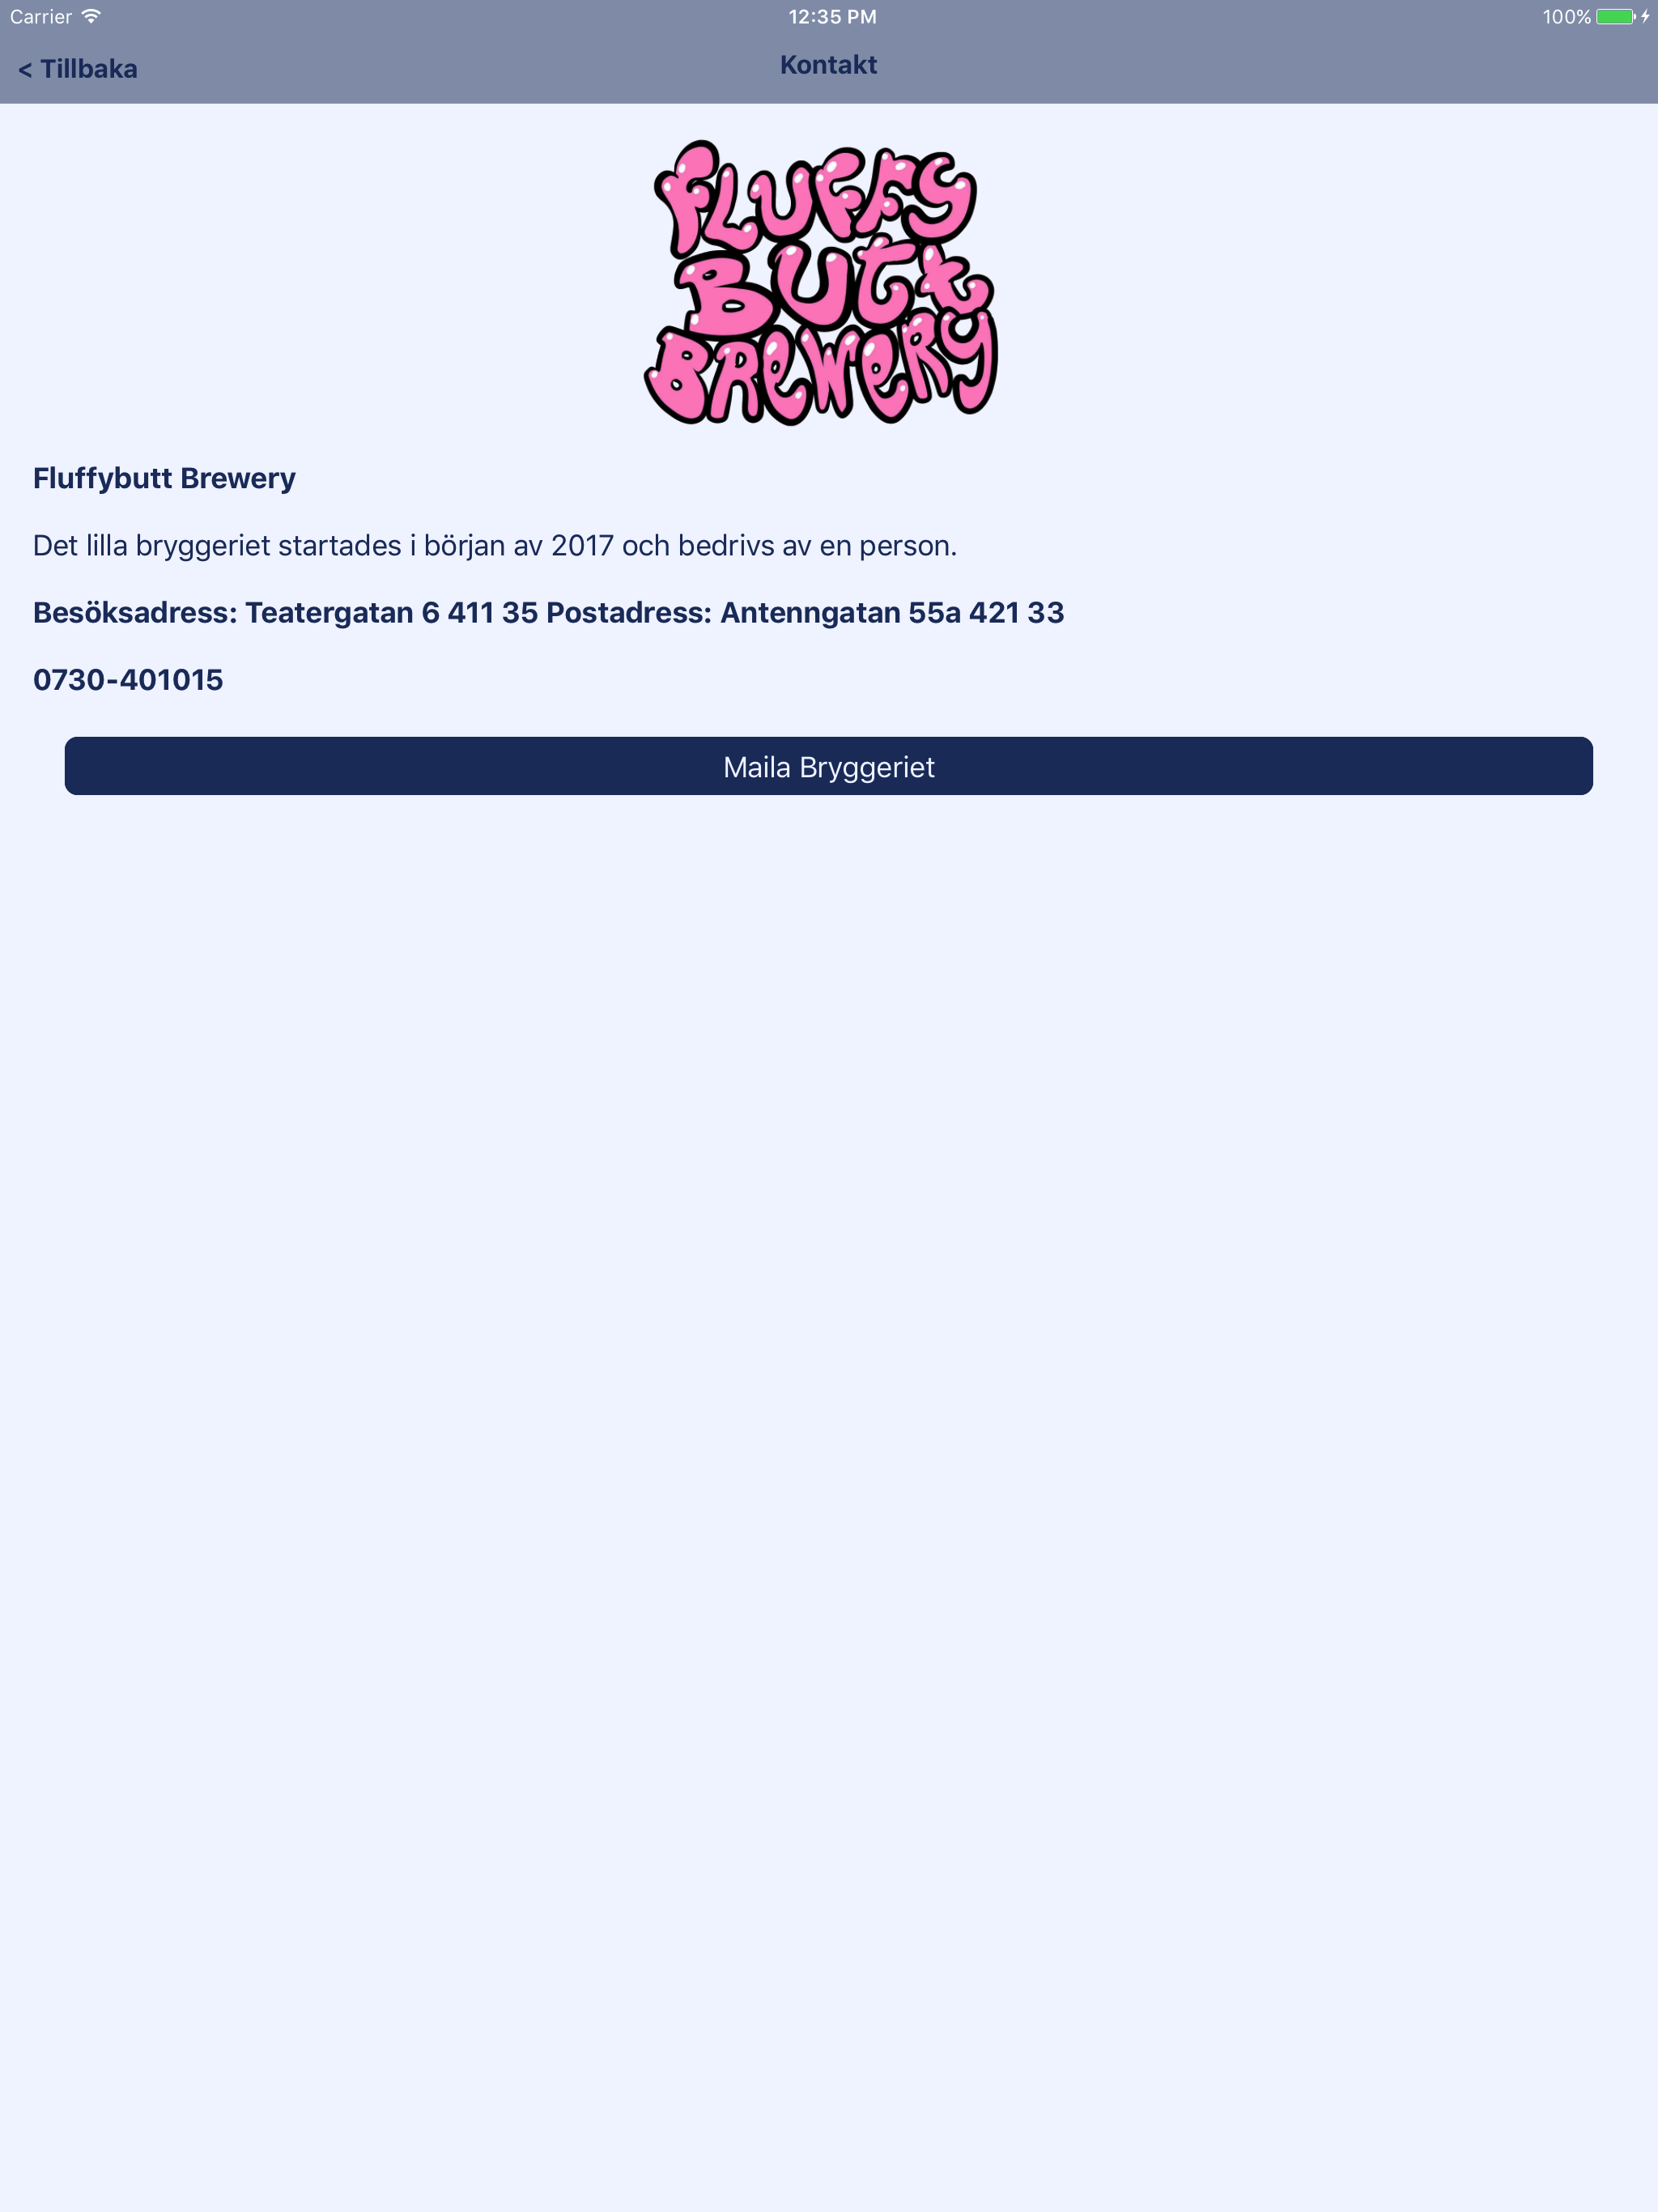 Carrier 12:35 PM 100%
< Tillbaka Kontakt
FLUFFY
BUTT
BREWERY
Fluffybutt Brewery
Det lilla bryggeriet startades i början av 2017 och bedrivs av en person.
Besöksadress: Teatergatan 6 411 35 Postadress: Antenngatan 55a 421 33
0730-401015
Maila Bryggeriet